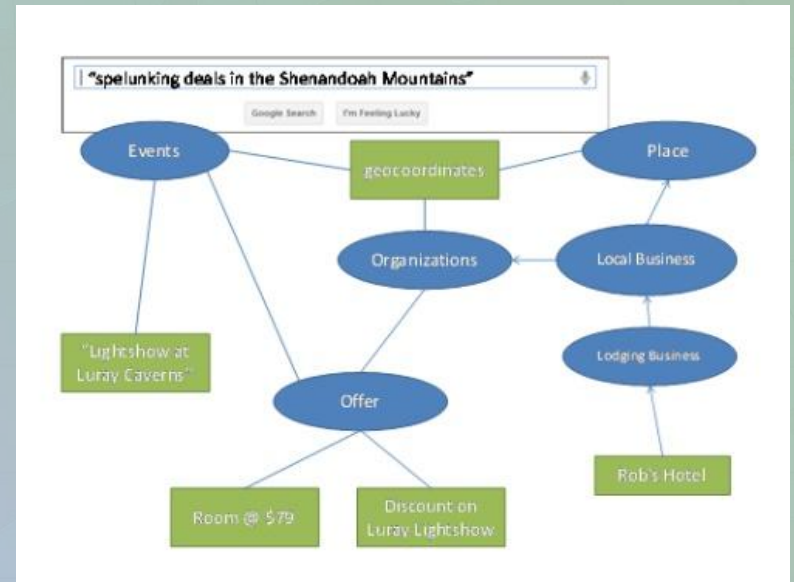 "spelunking deals in the Shenandoah Mountains"
Google Search I'm Feeling Lucky
Events
geocoordinates
Place
Organizations
Local Business
"Lightshow at
Luray Caverns"
Lodging Business
Offer
Rob's Hotel
Room @ $79
Discount on
Luray Lightshow